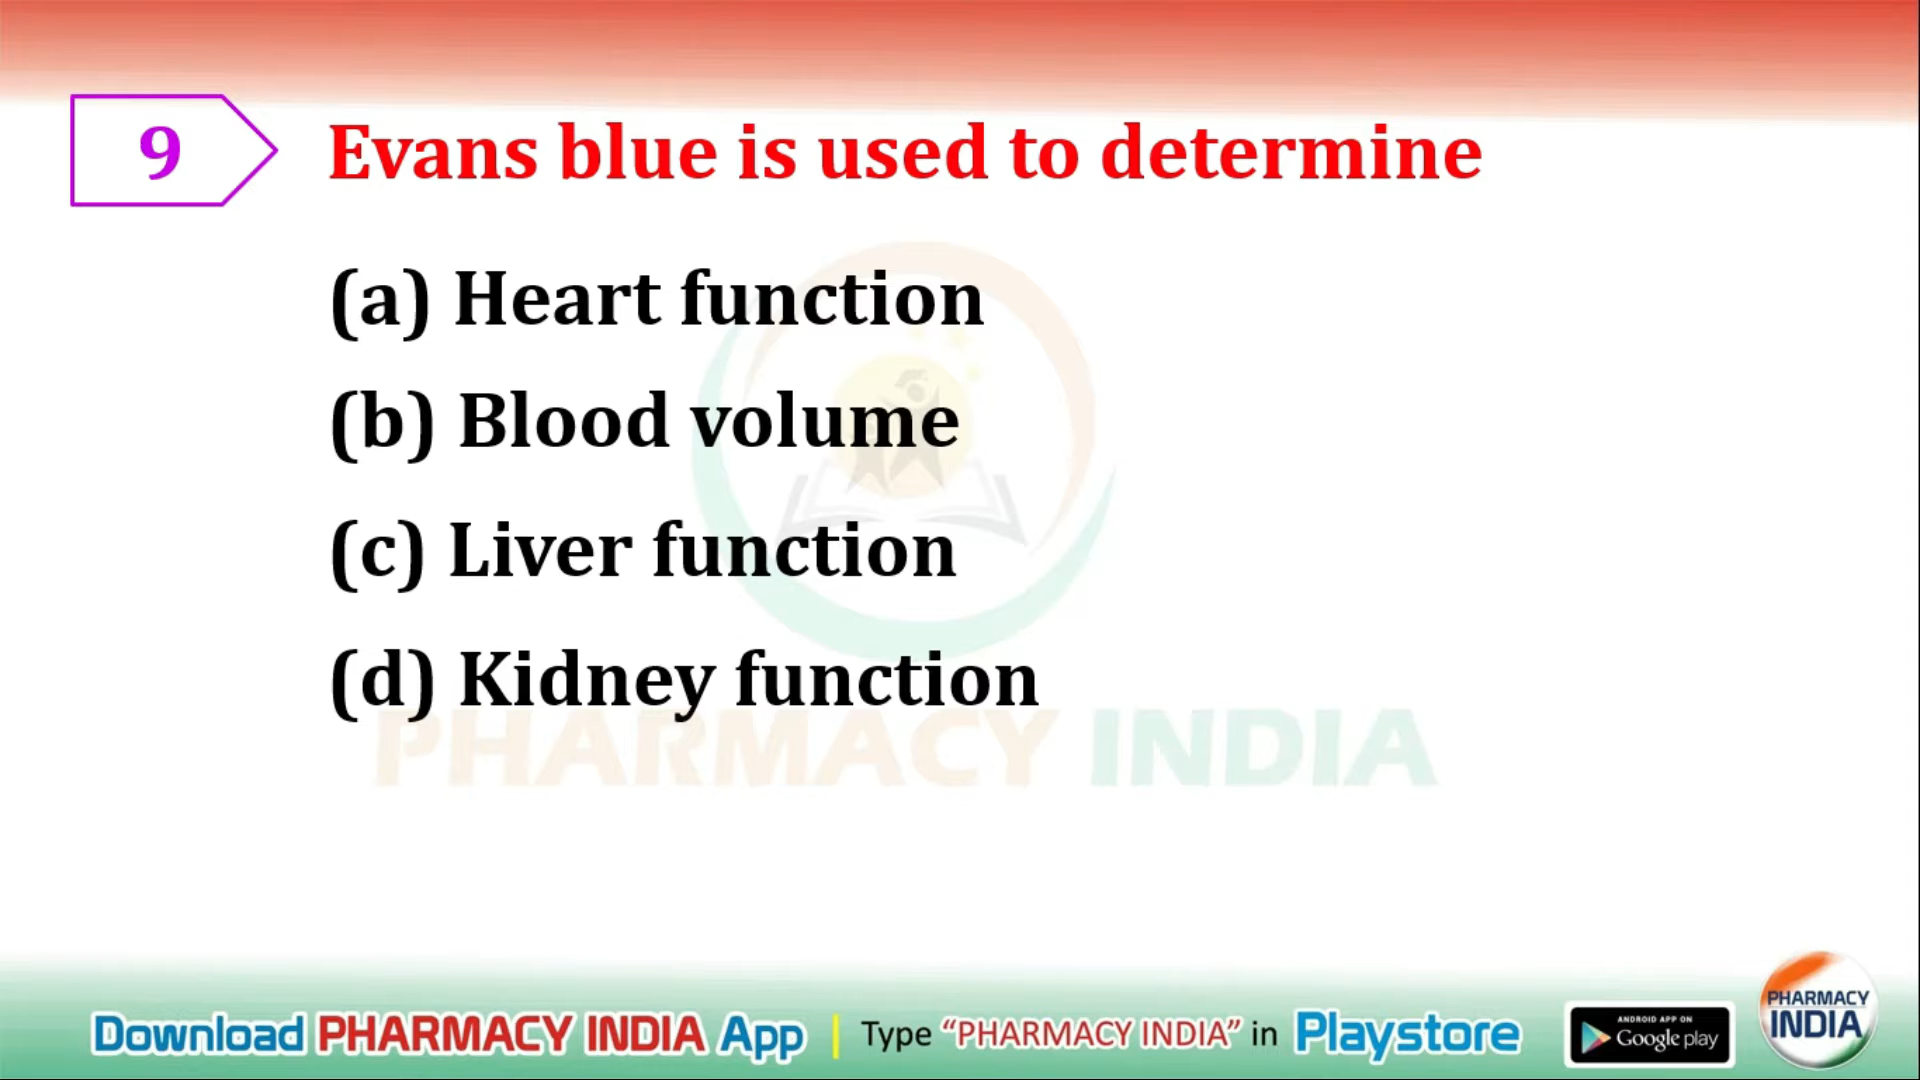 9
Evans blue is used to determine
(a) Heart function
(b) Blood volume
(c) Liver function
(d) Kidney function
PHARMACY INDIA
Download PHARMACY INDIA App | Type “PHARMACY INDIA” in Playstore
ANDROID APP ON
Google play
PHARMACY
INDIA